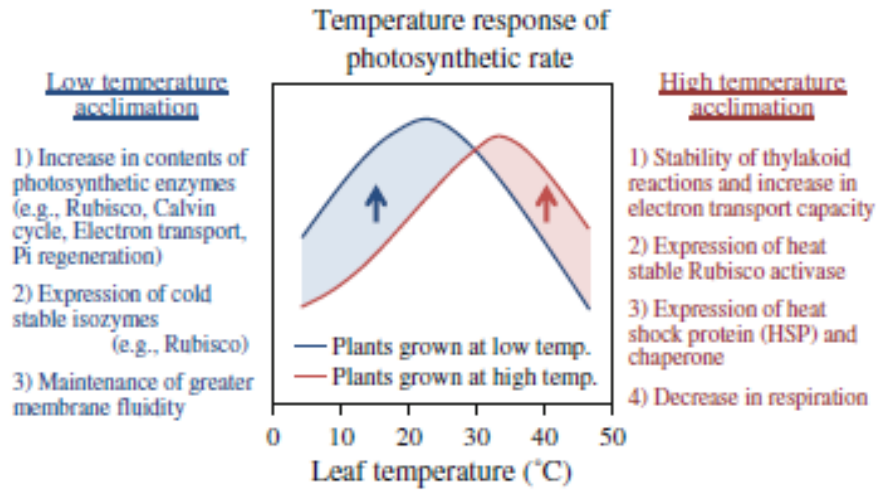 Temperature response of
photosynthetic rate
Low temperature
acclimation
1) Increase in contents of
photosynthetic enzymes
(e.g., Rubisco, Calvin
cycle, Electron transport,
Pi regeneration)
2) Expression of cold
stable isozymes
(e.g., Rubisco)
3) Maintenance of greater
membrane fluidity
Plants grown at low temp.
Plants grown at high temp.
0 10 20 30 40 50
Leaf temperature (˚C)
High temperature
acclimation
1) Stability of thylakoid
reactions and increase in
electron transport capacity
2) Expression of heat
stable Rubisco activase
3) Expression of heat
shock protein (HSP) and
chaperone
4) Decrease in respiration